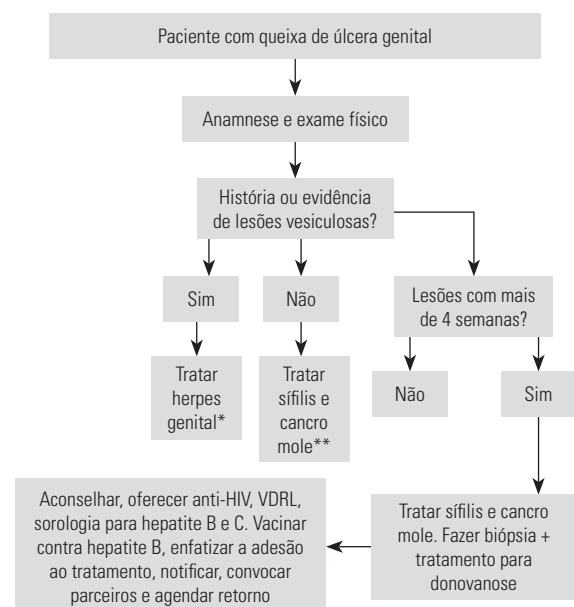 Paciente com queixa de úlcera genital
Anamnese e exame físico
História ou evidência
de lesões vesiculosas?
Sim
Não
Lesões com mais
de 4 semanas?
Tratar
herpes
genital*
Tratar
sífilis e
cancro
mole**
Não
Sim
Aconselhar, oferecer anti-HIV, VDRL,
sorologia para hepatite B e C. Vacinar
contra hepatite B, enfatizar a adesão
ao tratamento, notificar, convocar
parceiros e agendar retorno
Tratar sífilis e cancro
mole. Fazer biópsia +
tratamento para
donovanose